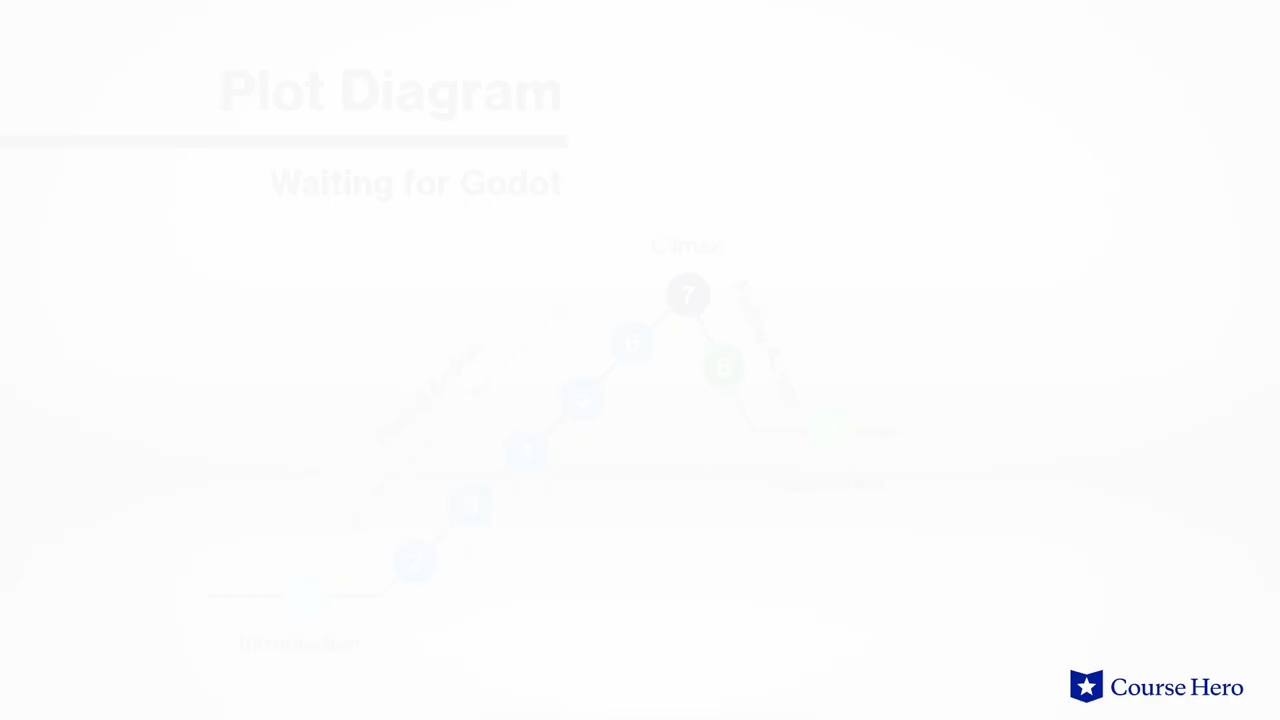 Plot Diagram
Waiting for Godot
Climax
7
6
8
5
4
3
2
Introduction
Course Hero